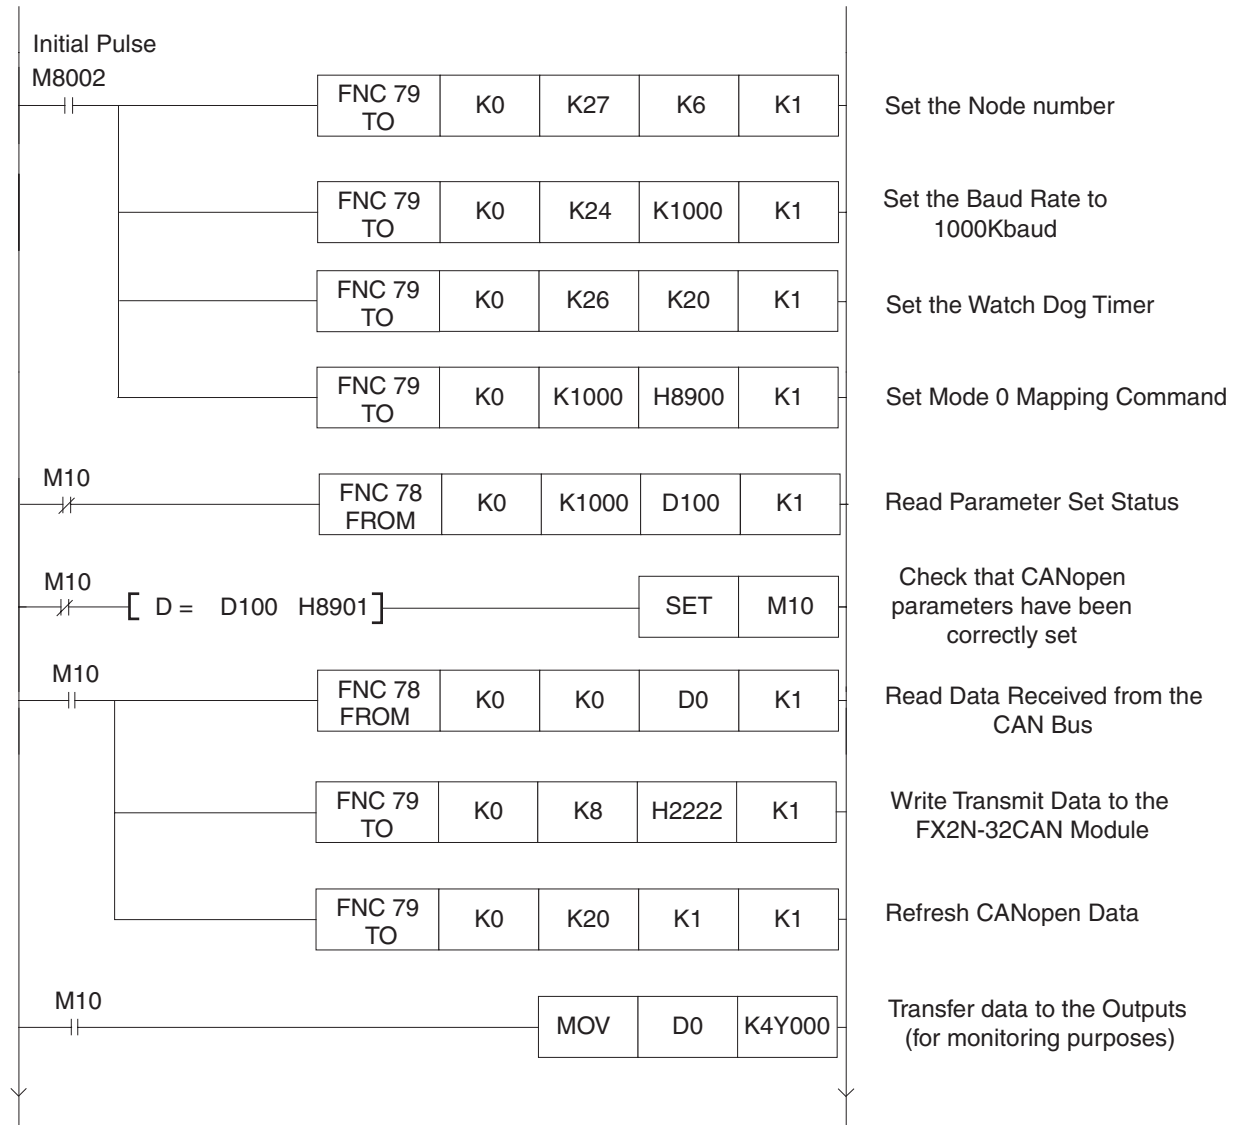 Initial Pulse
M8002
FNC 79 TO K0 K27 K6 K1 Set the Node number
FNC 79 TO K0 K24 K1000 K1 Set the Baud Rate to
1000Kbaud
FNC 79 TO K0 K26 K20 K1 Set the Watch Dog Timer
FNC 79 TO K0 K1000 H8900 K1 Set Mode 0 Mapping Command
M10
FNC 78 FROM K0 K1000 D100 K1 Read Parameter Set Status
M10
[ D = D100 H8901 ] SET M10 Check that CANopen
parameters have been
correctly set
M10
FNC 78 FROM K0 K0 D0 K1 Read Data Received from the
CAN Bus
FNC 79 TO K0 K8 H2222 K1 Write Transmit Data to the
FX2N-32CAN Module
FNC 79 TO K0 K20 K1 K1 Refresh CANopen Data
M10
MOV D0 K4Y000 Transfer data to the Outputs
(for monitoring purposes)